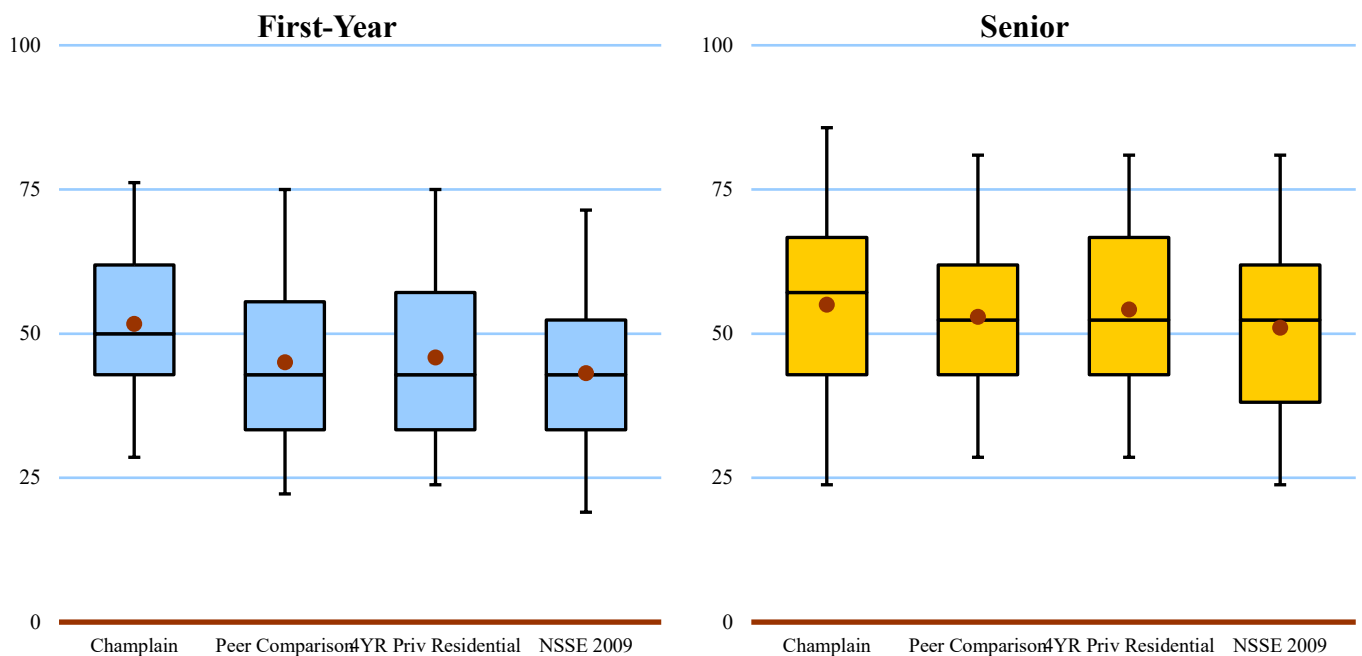 First-Year
100
75
50
25
0
Champlain Peer Comparison 4YR Priv Residential NSSE 2009
Senior
100
75
50
25
0
Champlain Peer Comparison 4YR Priv Residential NSSE 2009